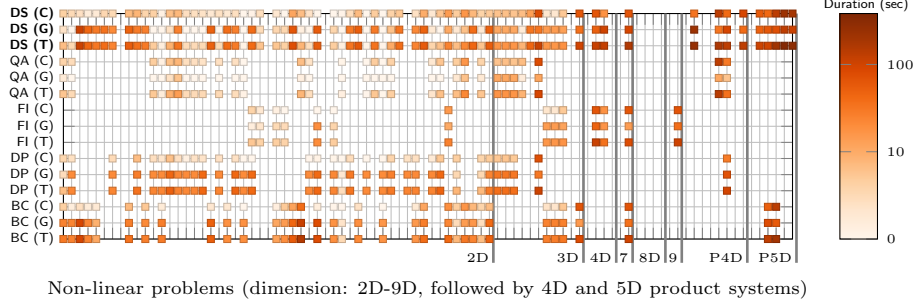 Duration (sec)
DS (C)
DS (G)
DS (T)
QA (C)
QA (G)
QA (T)
FI (C)
FI (G)
FI (T)
DP (C)
DP (G)
DP (T)
BC (C)
BC (G)
BC (T)
100
10
0
2D 3D 4D 7 8D 9 P4D P5D
Non-linear problems (dimension: 2D-9D, followed by 4D and 5D product systems)